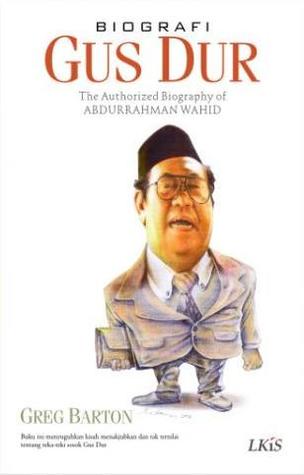 BIOGRAFI
GUS DUR
The Authorized Biography of
ABDURRAHMAN WAHID
GREG BARTON
Buku ini menyuguhkan kisah menakjubkan dan tak ternilai
tentang teka-teki sosok Gus Dur
LKiS